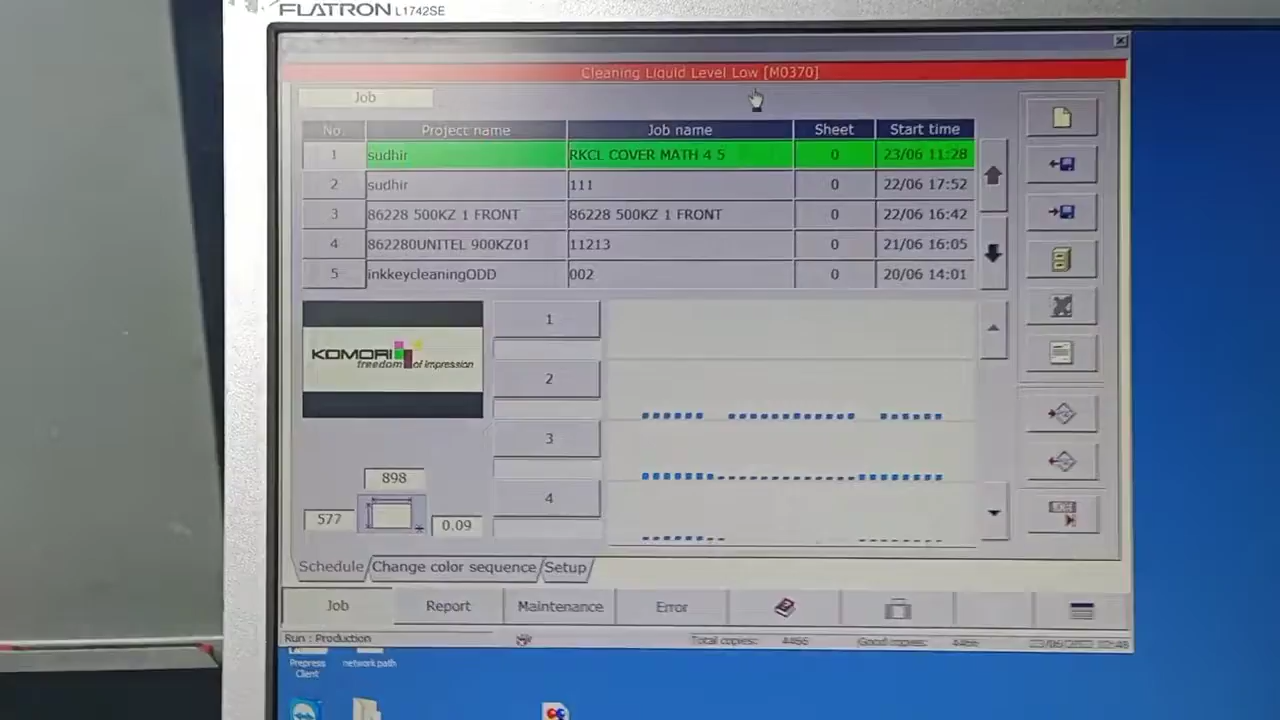 FLATRON L1742SE
Cleaning Liquid Level Low [M0370]
Job
No. Project name Job name Sheet Start time
1 sudhir RKCL COVER MATH 4 5 0 23/06 11:28
2 sudhir 111 0 22/06 17:52
3 86228 500KZ 1 FRONT 86228 500KZ 1 FRONT 0 22/06 16:42
4 862280UNITEL 900KZ01 11213 0 21/06 16:05
5 inkkeycleaningODD 002 0 20/06 14:01
KOMORI
freedom of impression
1
2
3
4
898
577
0.09
Schedule Change color sequence Setup
Job Report Maintenance Error
Run : Production Total copies: 4466 Good copies: 4466
Prepress
Client
network path